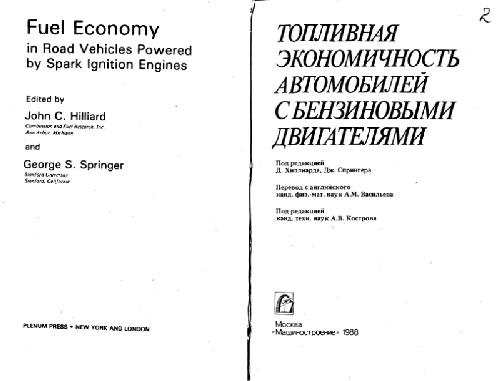 Fuel Economy
in Road Vehicles Powered
by Spark Ignition Engines
Edited by
John C. Hilliard
Combustion and Fuel Research, Inc.
Ann Arbor, Michigan
and
George S. Springer
Stanford University
Stanford, California
PLENUM PRESS • NEW YORK AND LONDON
2
ТОПЛИВНАЯ
ЭКОНОМИЧНОСТЬ
АВТОМОБИЛЕЙ
С БЕНЗИНОВЫМИ
ДВИГАТЕЛЯМИ
Под редакцией
Д. Хиллиарда, Дж. Спрингера
Перевод с английского
канд. физ.-мат. наук А.М. Васильева
Под редакцией
канд. техн. наук А.В. Кострова
Москва
«Машиностроение» 1988